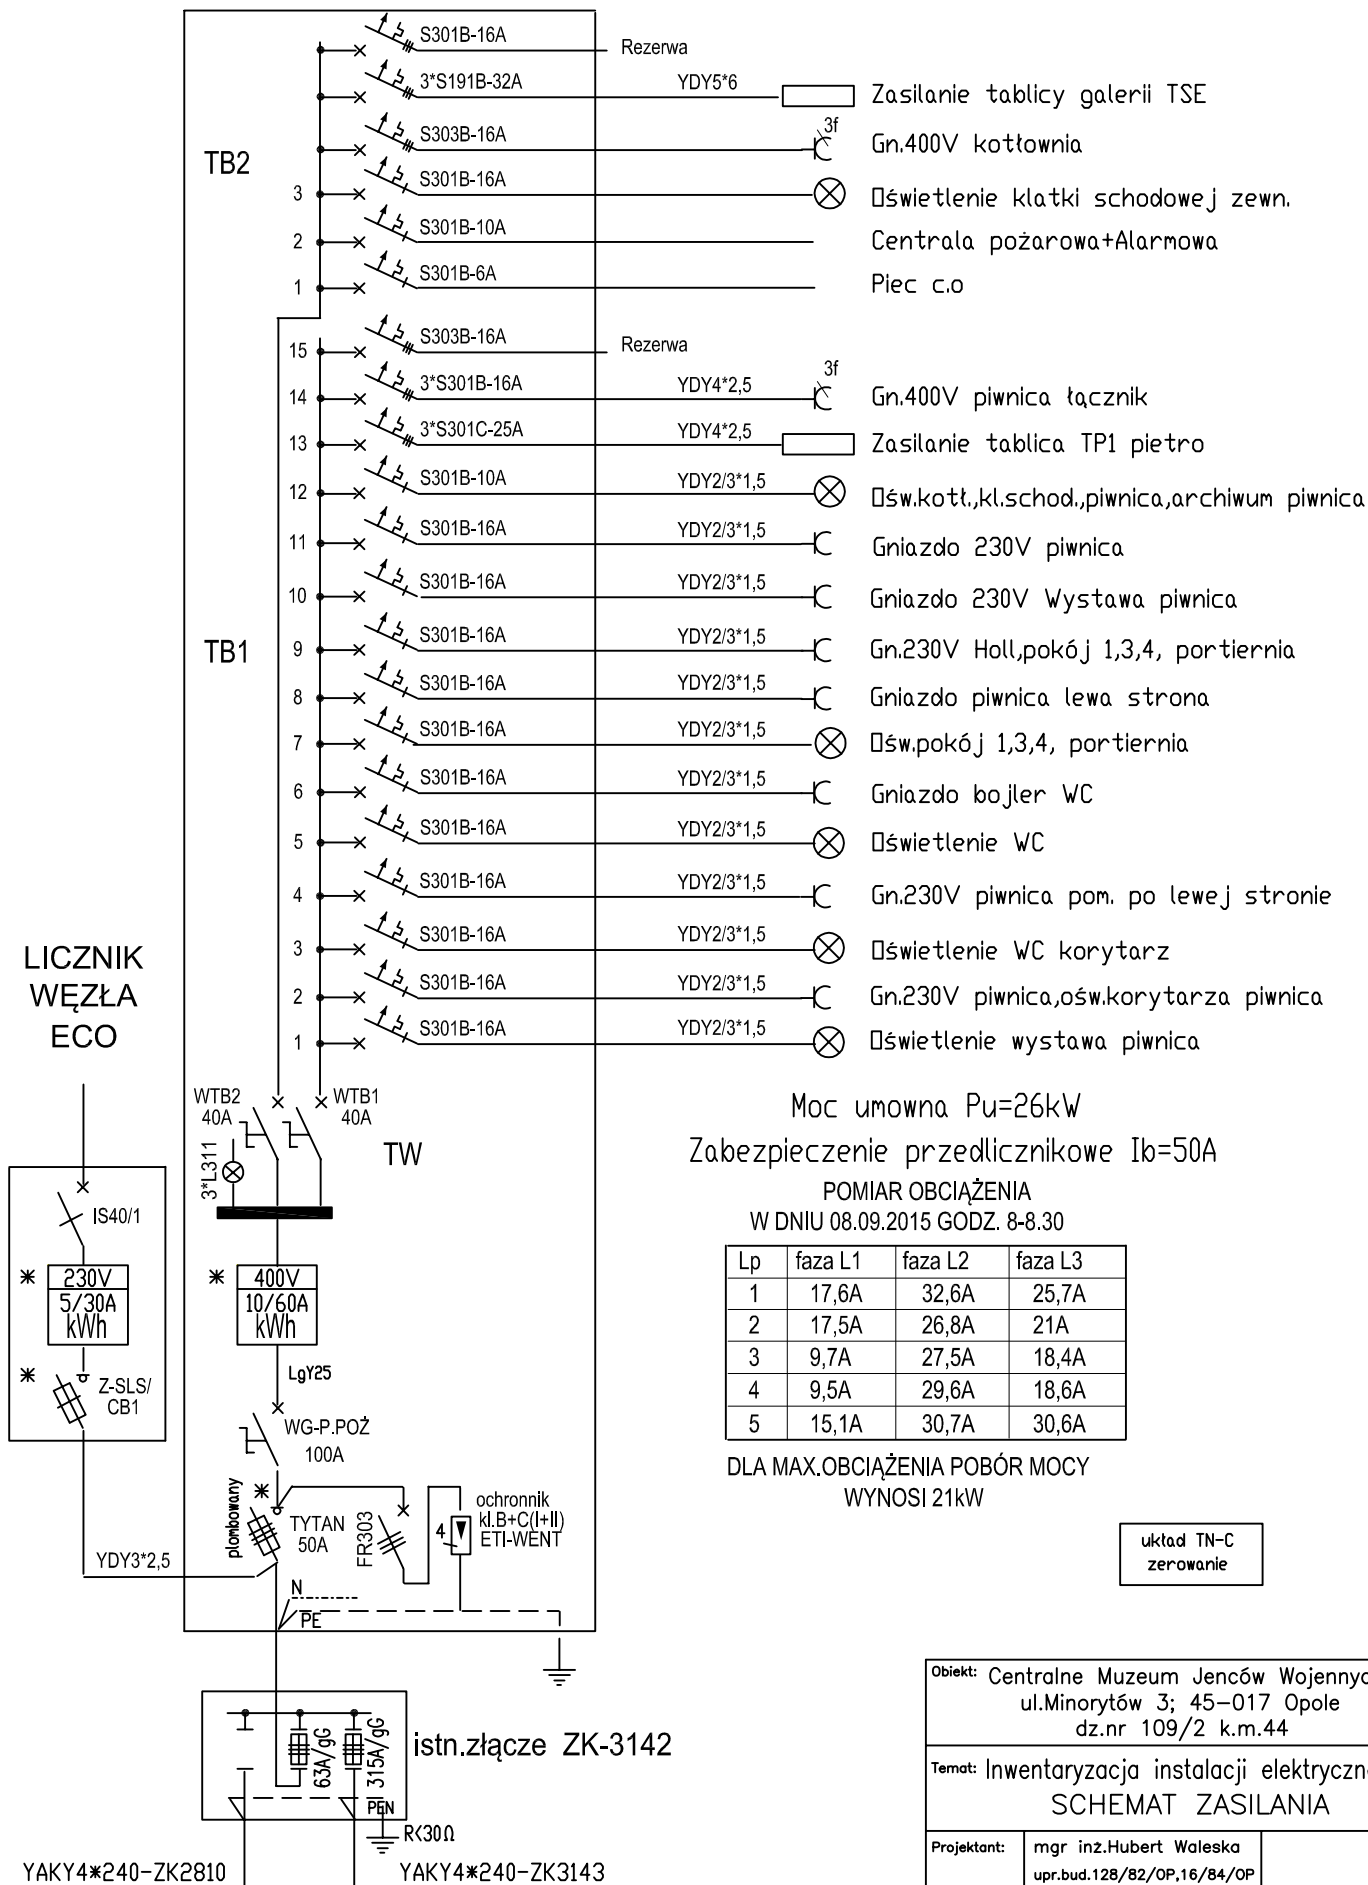 S301B-16A
Rezerwa
3*S191B-32A
YDY5*6
Zasilanie tablicy galerii TSE
TB2
S303B-16A
3f
Gn.400V kotłownia
3
S301B-16A
Oświetlenie klatki schodowej zewn.
2
S301B-10A
Centrala pożarowa+Alarmowa
1
S301B-6A
Piec c.o
15
S303B-16A
Rezerwa
14
3*S301B-16A
YDY4*2,5
3f
Gn.400V piwnica łącznik
13
3*S301C-25A
YDY4*2,5
Zasilanie tablica TP1 pietro
12
S301B-10A
YDY2/3*1,5
Ośw.kotł.,kl.schod.,piwnica,archiwum piwnica
11
S301B-16A
YDY2/3*1,5
Gniazdo 230V piwnica
10
S301B-16A
YDY2/3*1,5
Gniazdo 230V Wystawa piwnica
TB1
9
S301B-16A
YDY2/3*1,5
Gn.230V Holl,pokój 1,3,4, portiernia
8
S301B-16A
YDY2/3*1,5
Gniazdo piwnica lewa strona
7
S301B-16A
YDY2/3*1,5
Ośw.pokój 1,3,4, portiernia
6
S301B-16A
YDY2/3*1,5
Gniazdo bojler WC
5
S301B-16A
YDY2/3*1,5
Oświetlenie WC
4
S301B-16A
YDY2/3*1,5
Gn.230V piwnica pom. po lewej stronie
3
S301B-16A
YDY2/3*1,5
Oświetlenie WC korytarz
2
S301B-16A
YDY2/3*1,5
Gn.230V piwnica,ośw.korytarza piwnica
1
S301B-16A
YDY2/3*1,5
Oświetlenie wystawa piwnica
LICZNIK
WĘZŁA
ECO
WTB2
40A
WTB1
40A
TW
3*L311
IS40/1
* 230V
5/30A
kWh
* Z-SLS/
CB1
* 400V
10/60A
kWh
LgY25
WG-P.POŻ
100A
plombowany
*
TYTAN
50A
FR303
4
ochronnik
kl.B+C(I+II)
ETI-WENT
YDY3*2,5
N
PE
Moc umowna Pu=26kW
Zabezpieczenie przedlicznikowe Ib=50A
POMIAR OBCIĄŻENIA
W DNIU 08.09.2015 GODZ. 8-8.30
Lp faza L1 faza L2 faza L3
1 17,6A 32,6A 25,7A
2 17,5A 26,8A 21A
3 9,7A 27,5A 18,4A
4 9,5A 29,6A 18,6A
5 15,1A 30,7A 30,6A
DLA MAX.OBCIĄŻENIA POBÓR MOCY
WYNOSI 21kW
układ TN-C
zerowanie
63A/gG
315A/gG
istn.złącze ZK-3142
PEN
R<30Ω
YAKY4*240-ZK2810
YAKY4*240-ZK3143
Obiekt: Centralne Muzeum Jenców Wojennyc
ul.Minorytów 3; 45-017 Opole
dz.nr 109/2 k.m.44
Temat: Inwentaryzacja instalacji elektryczn
SCHEMAT ZASILANIA
Projektant: mgr inż.Hubert Waleska
upr.bud.128/82/OP,16/84/OP